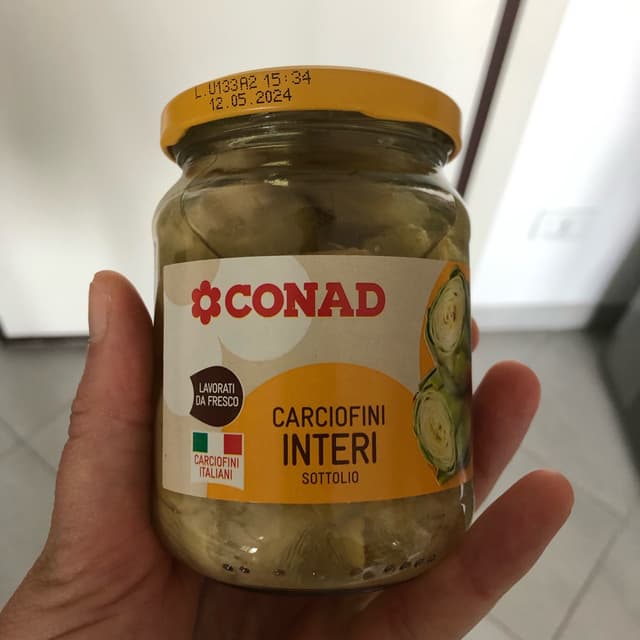 L.U133A2 15:34
12.05.2024
CONAD
LAVORATI
DA FRESCO
CARCIOFINI
ITALIANI
CARCIOFINI
INTERI
SOTTOLIO